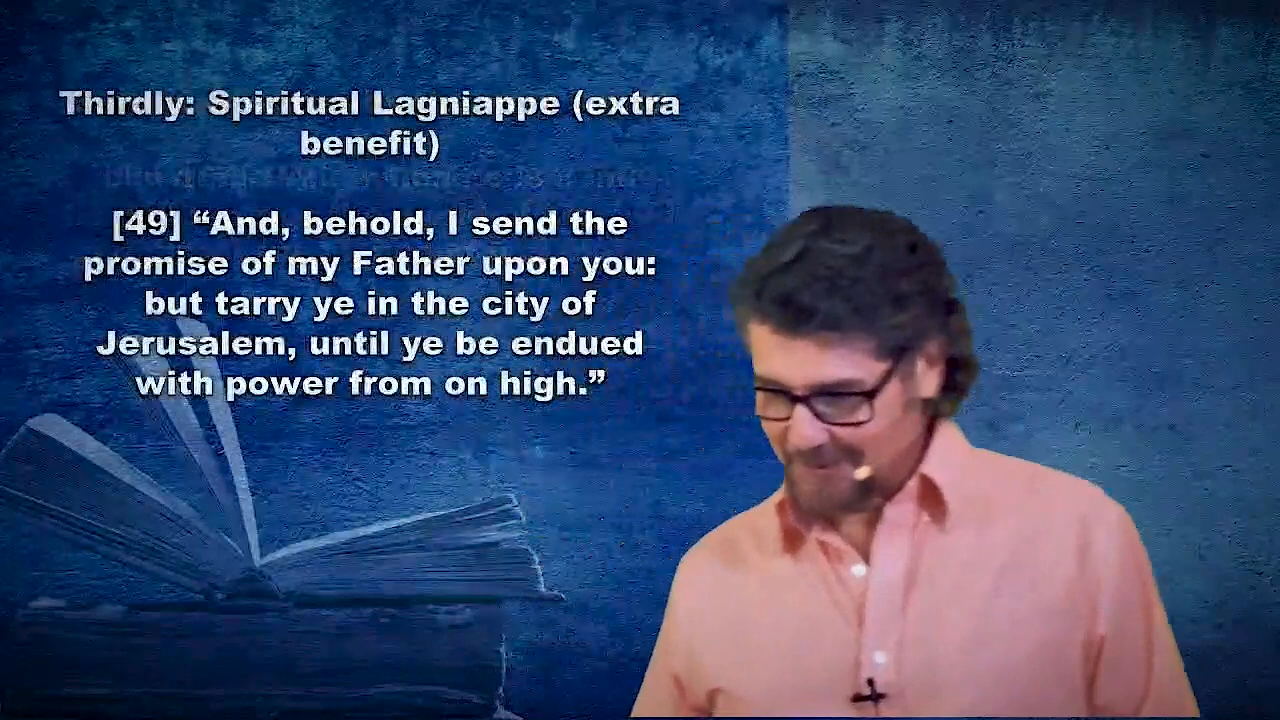 Thirdly: Spiritual Lagniappe (extra
benefit)
[49] “And, behold, I send the
promise of my Father upon you:
but tarry ye in the city of
Jerusalem, until ye be endued
with power from on high.”